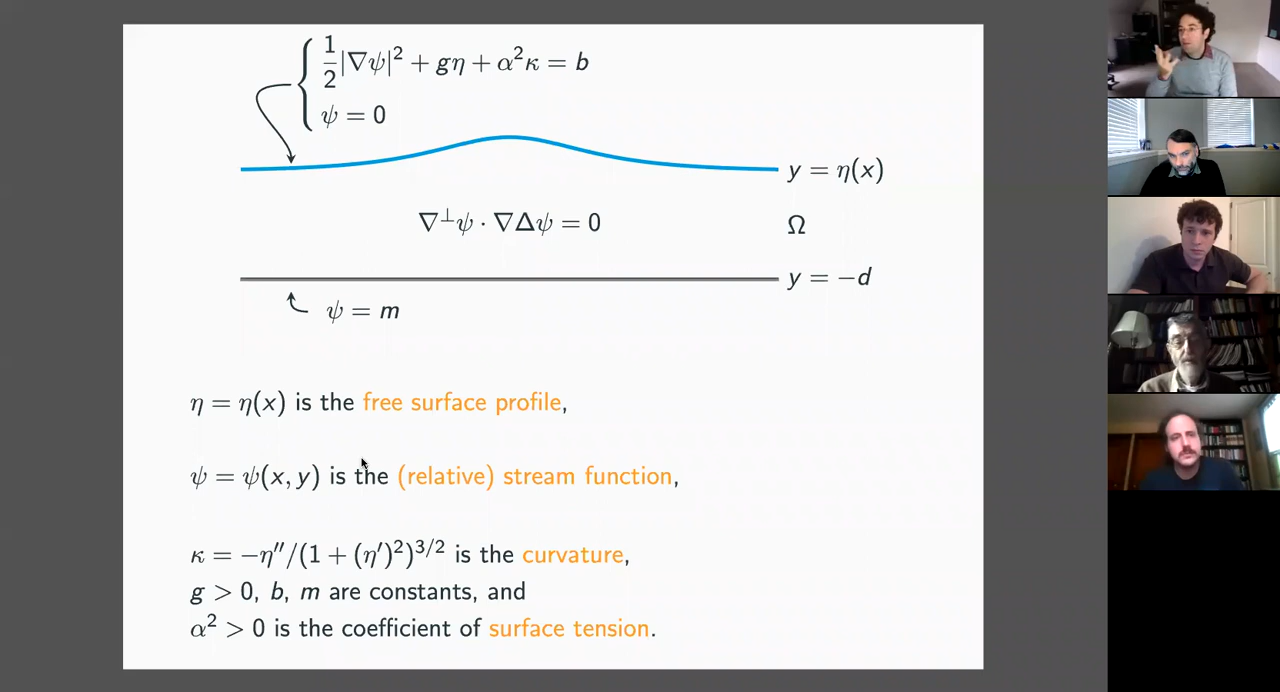 1/2|∇ψ|² + gη + α²κ = b
ψ = 0
y = η(x)
∇⊥ψ · ∇Δψ = 0
Ω
y = −d
ψ = m
η = η(x) is the free surface profile,
ψ = ψ(x, y) is the (relative) stream function,
κ = −η″/(1 + (η′)²)³/² is the curvature,
g > 0, b, m are constants, and
α² > 0 is the coefficient of surface tension.